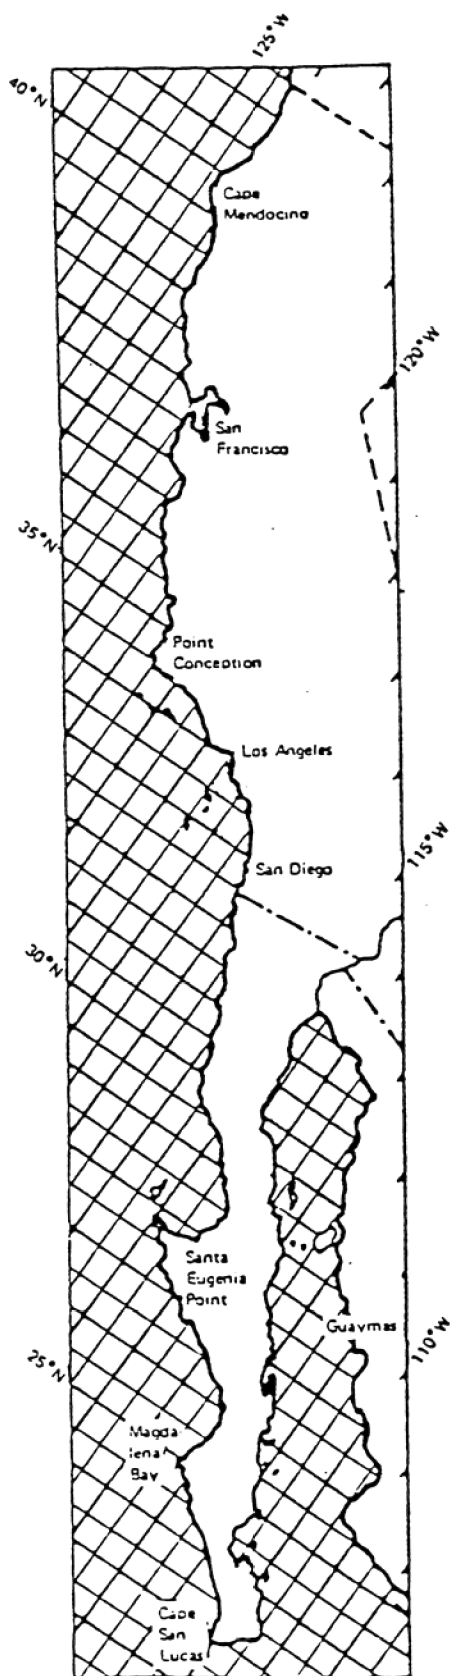 125°W
40°N
Cape
Mendocino
120°W
San
Francisco
35°N
Point
Conception
Los Angeles
115°W
San Diego
30°N
Santa
Eugenia
Point
Guaymas
110°W
25°N
Magda
lena
Bay
Cape
San
Lucas